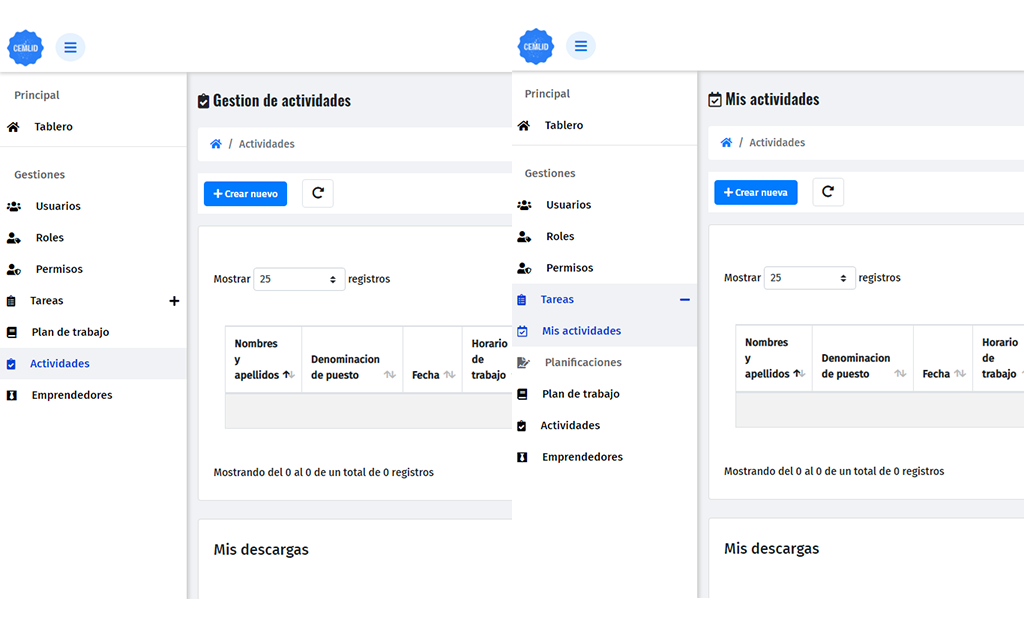 CEMLID
Principal
Tablero
Gestiones
Usuarios
Roles
Permisos
Tareas
Plan de trabajo
Actividades
Emprendedores
Gestion de actividades
/ Actividades
+ Crear nuevo
Mostrar 25 registros
Nombres
y
apellidos
Denominacion
de puesto
Fecha
Horario
de
trabajo
Mostrando del 0 al 0 de un total de 0 registros
Mis descargas
CEMLID
Principal
Tablero
Gestiones
Usuarios
Roles
Permisos
Tareas
Mis actividades
Planificaciones
Plan de trabajo
Actividades
Emprendedores
Mis actividades
/ Actividades
+ Crear nueva
Mostrar 25 registros
Nombres
y
apellidos
Denominacion
de puesto
Fecha
Horario
de
trabajo
Mostrando del 0 al 0 de un total de 0 registros
Mis descargas